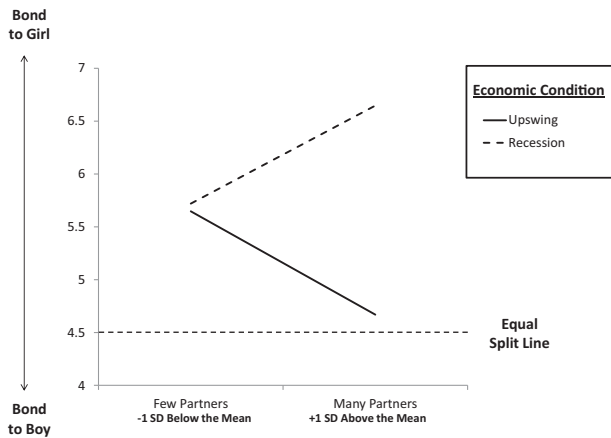 Bond
to Girl
7
6.5
6
5.5
5
4.5
4
Bond
to Boy
Few Partners
-1 SD Below the Mean
Many Partners
+1 SD Above the Mean
Equal
Split Line
Economic Condition
Upswing
Recession